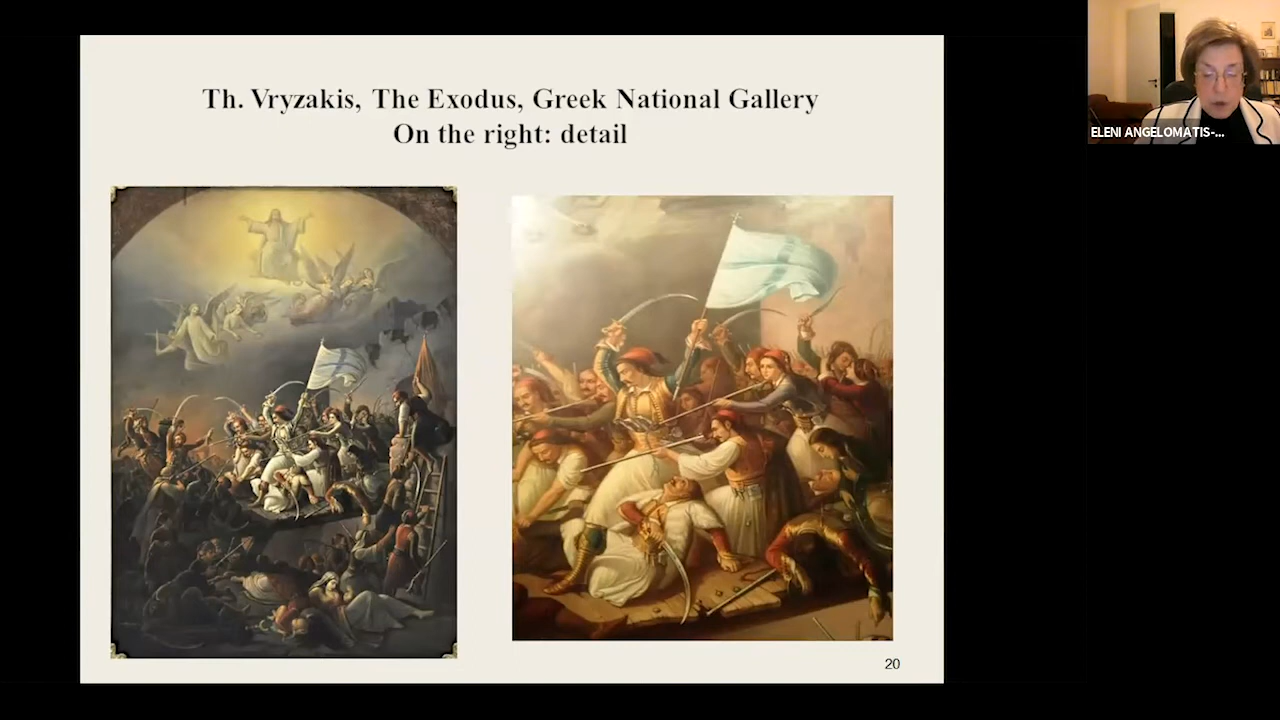 Th. Vryzakis, The Exodus, Greek National Gallery
On the right: detail
20
ELENI ANGELOMATIS-...